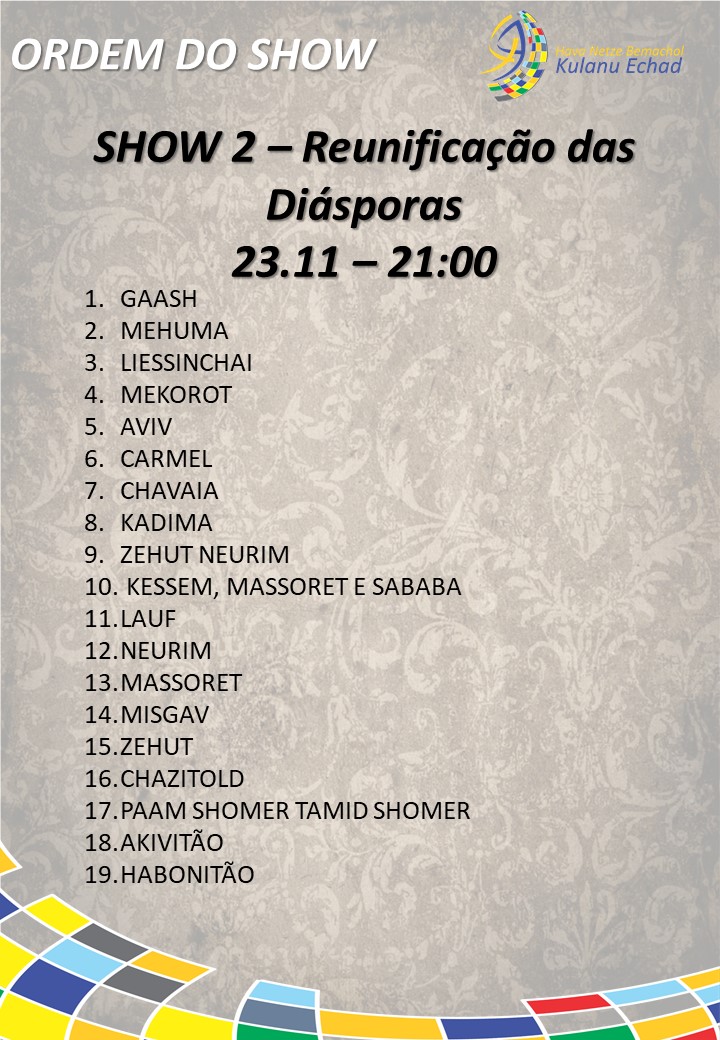 ORDEM DO SHOW
Hava Netze Bemachol
Kulanu Echad
SHOW 2 – Reunificação das
Diásporas
23.11 – 21:00
1. GAASH
2. MEHUMA
3. LIESSINCHAI
4. MEKOROT
5. AVIV
6. CARMEL
7. CHAVAIA
8. KADIMA
9. ZEHUT NEURIM
10. KESSEM, MASSORET E SABABA
11. LAUF
12. NEURIM
13. MASSORET
14. MISGAV
15. ZEHUT
16. CHAZITOLD
17. PAAM SHOMER TAMID SHOMER
18. AKIVITÃO
19. HABONITÃO